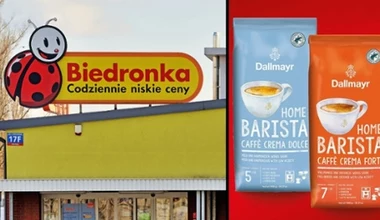 Biedronka
Codziennie niskie ceny
17F
Dallmayr
HOME
BARISTA
CAFFÈ CREMA DOLCE
5
Dallmayr
HOME
BARISTA
CAFFÈ CREMA FORTE
7